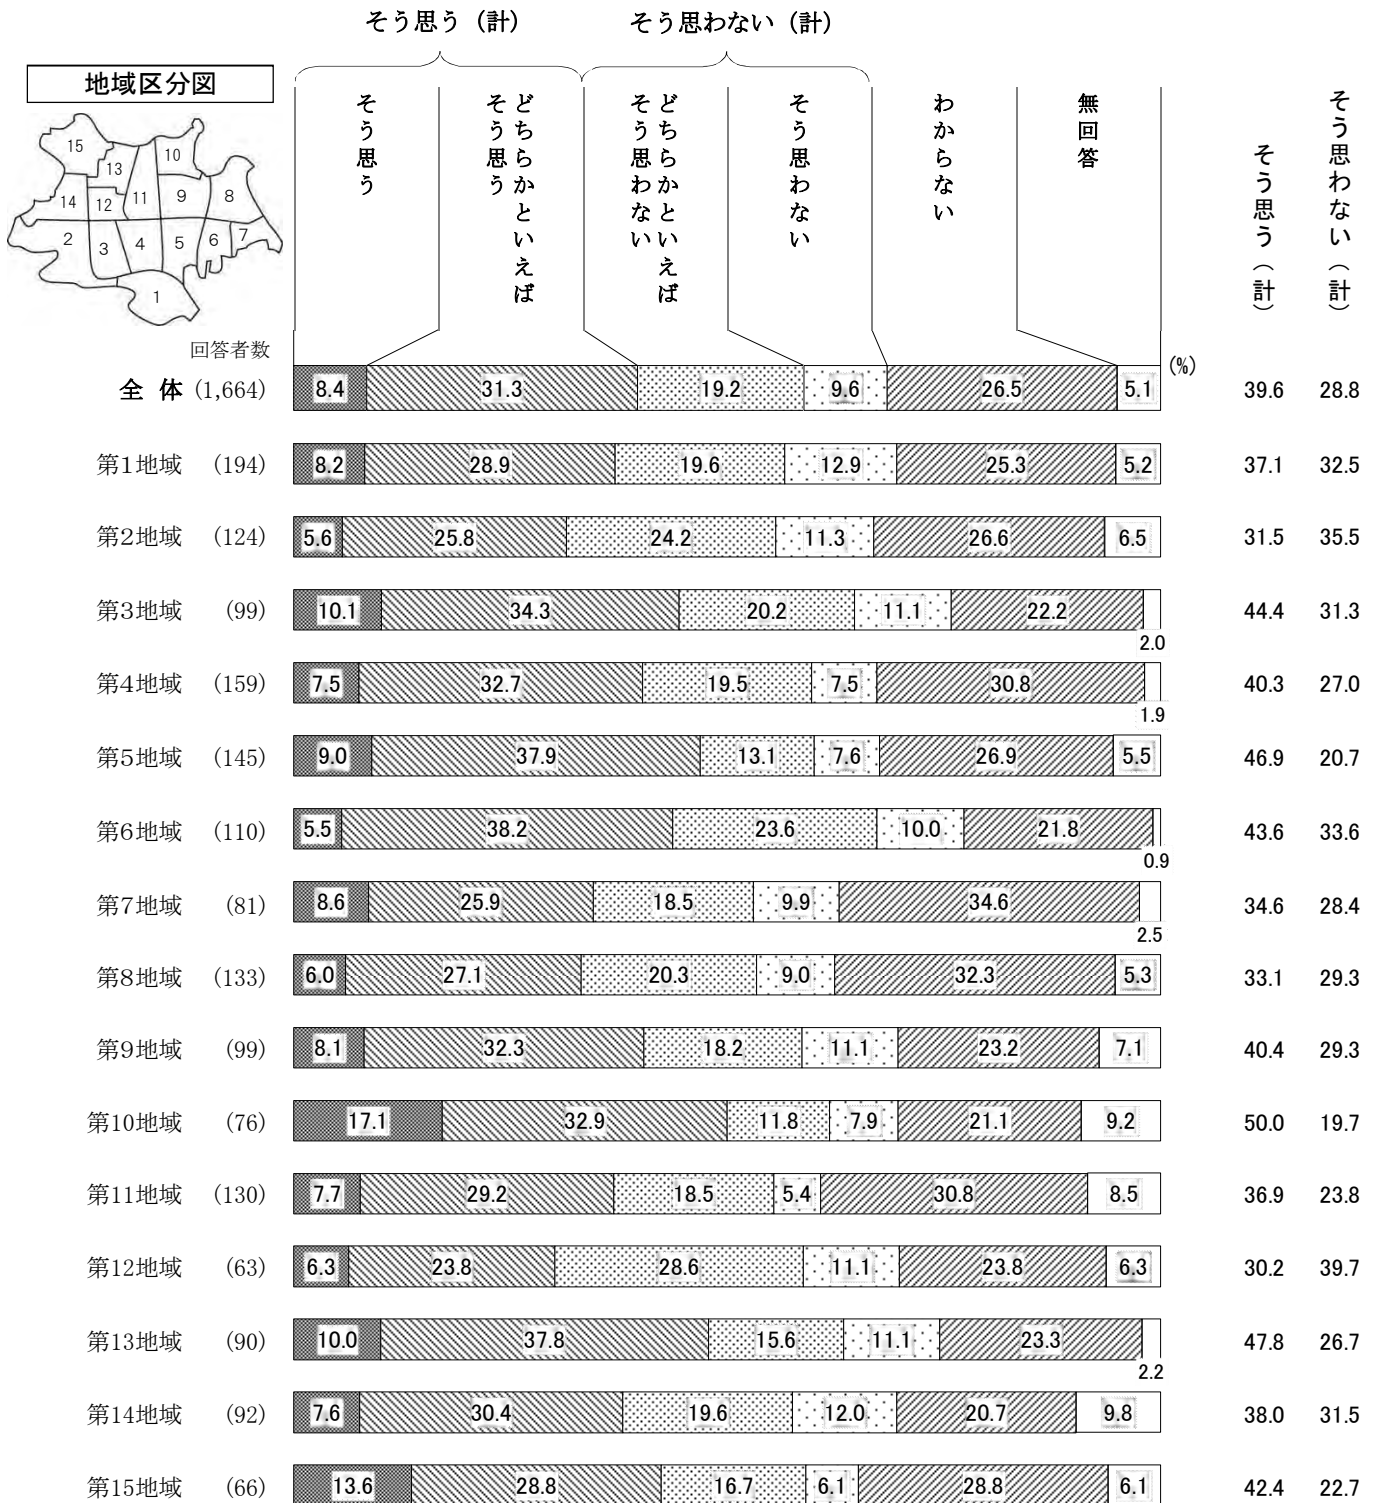 そう思う（計）
そう思わない（計）
地域区分図
15
13
10
14
12
11
9
8
2
3
4
5
6
7
1
そう思う
どちらかといえば
そう思う
どちらかといえば
そう思わない
そう思わない
わからない
無回答
そう思う（計）
そう思わない（計）
回答者数
(%)
全 体 (1,664) 8.4 31.3 19.2 9.6 26.5 5.1 39.6 28.8
第1地域 (194) 8.2 28.9 19.6 12.9 25.3 5.2 37.1 32.5
第2地域 (124) 5.6 25.8 24.2 11.3 26.6 6.5 31.5 35.5
第3地域 (99) 10.1 34.3 20.2 11.1 22.2 2.0 44.4 31.3
第4地域 (159) 7.5 32.7 19.5 7.5 30.8 1.9 40.3 27.0
第5地域 (145) 9.0 37.9 13.1 7.6 26.9 5.5 46.9 20.7
第6地域 (110) 5.5 38.2 23.6 10.0 21.8 0.9 43.6 33.6
第7地域 (81) 8.6 25.9 18.5 9.9 34.6 2.5 34.6 28.4
第8地域 (133) 6.0 27.1 20.3 9.0 32.3 5.3 33.1 29.3
第9地域 (99) 8.1 32.3 18.2 11.1 23.2 7.1 40.4 29.3
第10地域 (76) 17.1 32.9 11.8 7.9 21.1 9.2 50.0 19.7
第11地域 (130) 7.7 29.2 18.5 5.4 30.8 8.5 36.9 23.8
第12地域 (63) 6.3 23.8 28.6 11.1 23.8 6.3 30.2 39.7
第13地域 (90) 10.0 37.8 15.6 11.1 23.3 2.2 47.8 26.7
第14地域 (92) 7.6 30.4 19.6 12.0 20.7 9.8 38.0 31.5
第15地域 (66) 13.6 28.8 16.7 6.1 28.8 6.1 42.4 22.7